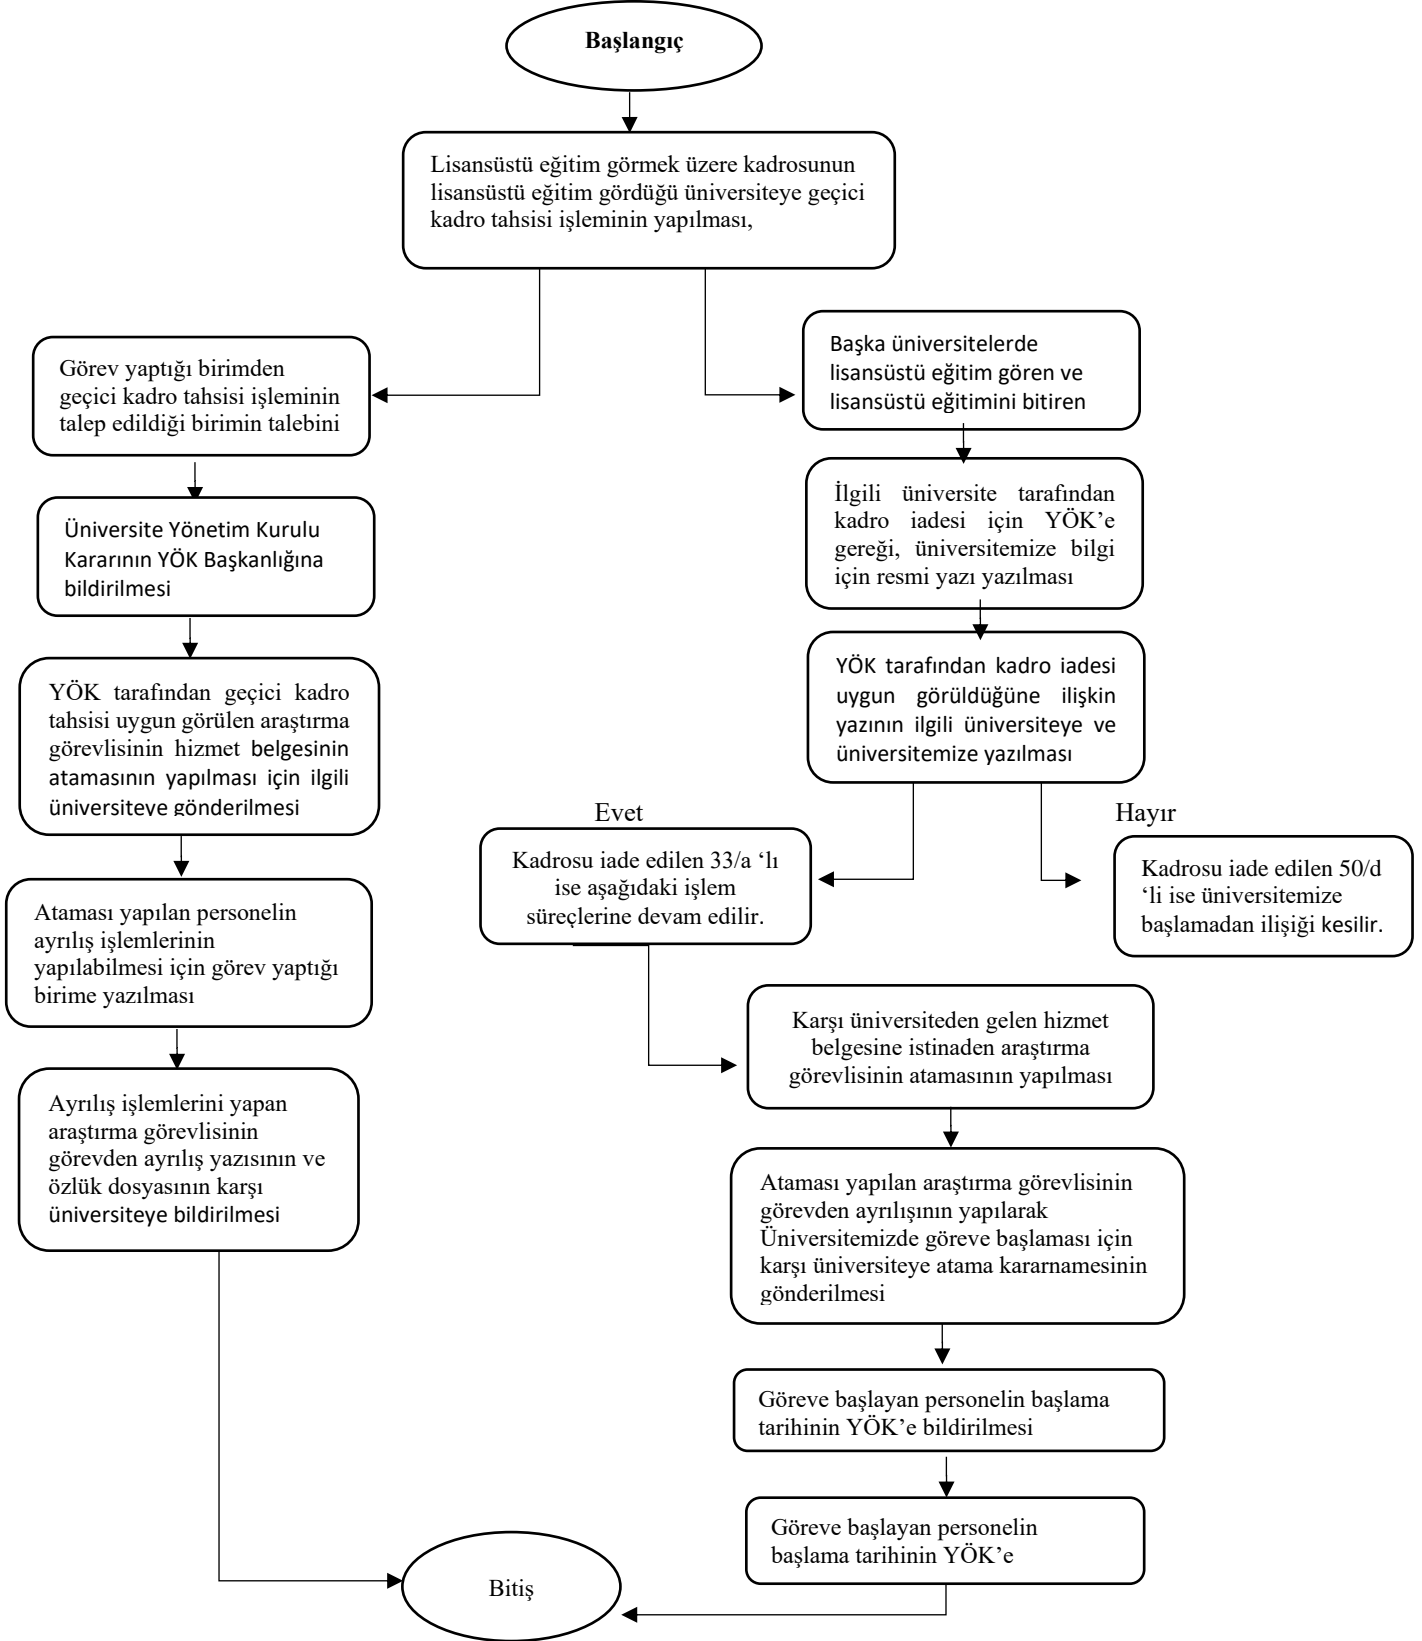 Başlangıç
Lisansüstü eğitim görmek üzere kadrosunun
lisansüstü eğitim gördüğü üniversiteye geçici
kadro tahsisi işleminin yapılması,
Görev yaptığı birimden
geçici kadro tahsisi işleminin
talep edildiği birimin talebini
Üniversite Yönetim Kurulu
Kararının YÖK Başkanlığına
bildirilmesi
YÖK tarafından geçici kadro
tahsisi uygun görülen araştırma
görevlisinin hizmet belgesinin
atamasının yapılması için ilgili
üniversiteye gönderilmesi
Ataması yapılan personelin
ayrılış işlemlerinin
yapılabilmesi için görev yaptığı
birime yazılması
Ayrılış işlemlerini yapan
araştırma görevlisinin
görevden ayrılış yazısının ve
özlük dosyasının karşı
üniversiteye bildirilmesi
Başka üniversitelerde
lisansüstü eğitim gören ve
lisansüstü eğitimini bitiren
İlgili üniversite tarafından
kadro iadesi için YÖK’e
gereği, üniversitemize bilgi
için resmi yazı yazılması
YÖK tarafından kadro iadesi
uygun görüldüğüne ilişkin
yazının ilgili üniversiteye ve
üniversitemize yazılması
Evet
Hayır
Kadrosu iade edilen 33/a ‘lı
ise aşağıdaki işlem
süreçlerine devam edilir.
Kadrosu iade edilen 50/d
‘li ise üniversitemize
başlamadan ilişiği kesilir.
Karşı üniversiteden gelen hizmet
belgesine istinaden araştırma
görevlisinin atamasının yapılması
Ataması yapılan araştırma görevlisinin
görevden ayrılışının yapılarak
Üniversitemizde göreve başlaması için
karşı üniversiteye atama kararnamesinin
gönderilmesi
Göreve başlayan personelin başlama
tarihinin YÖK’e bildirilmesi
Göreve başlayan personelin
başlama tarihinin YÖK’e
Bitiş